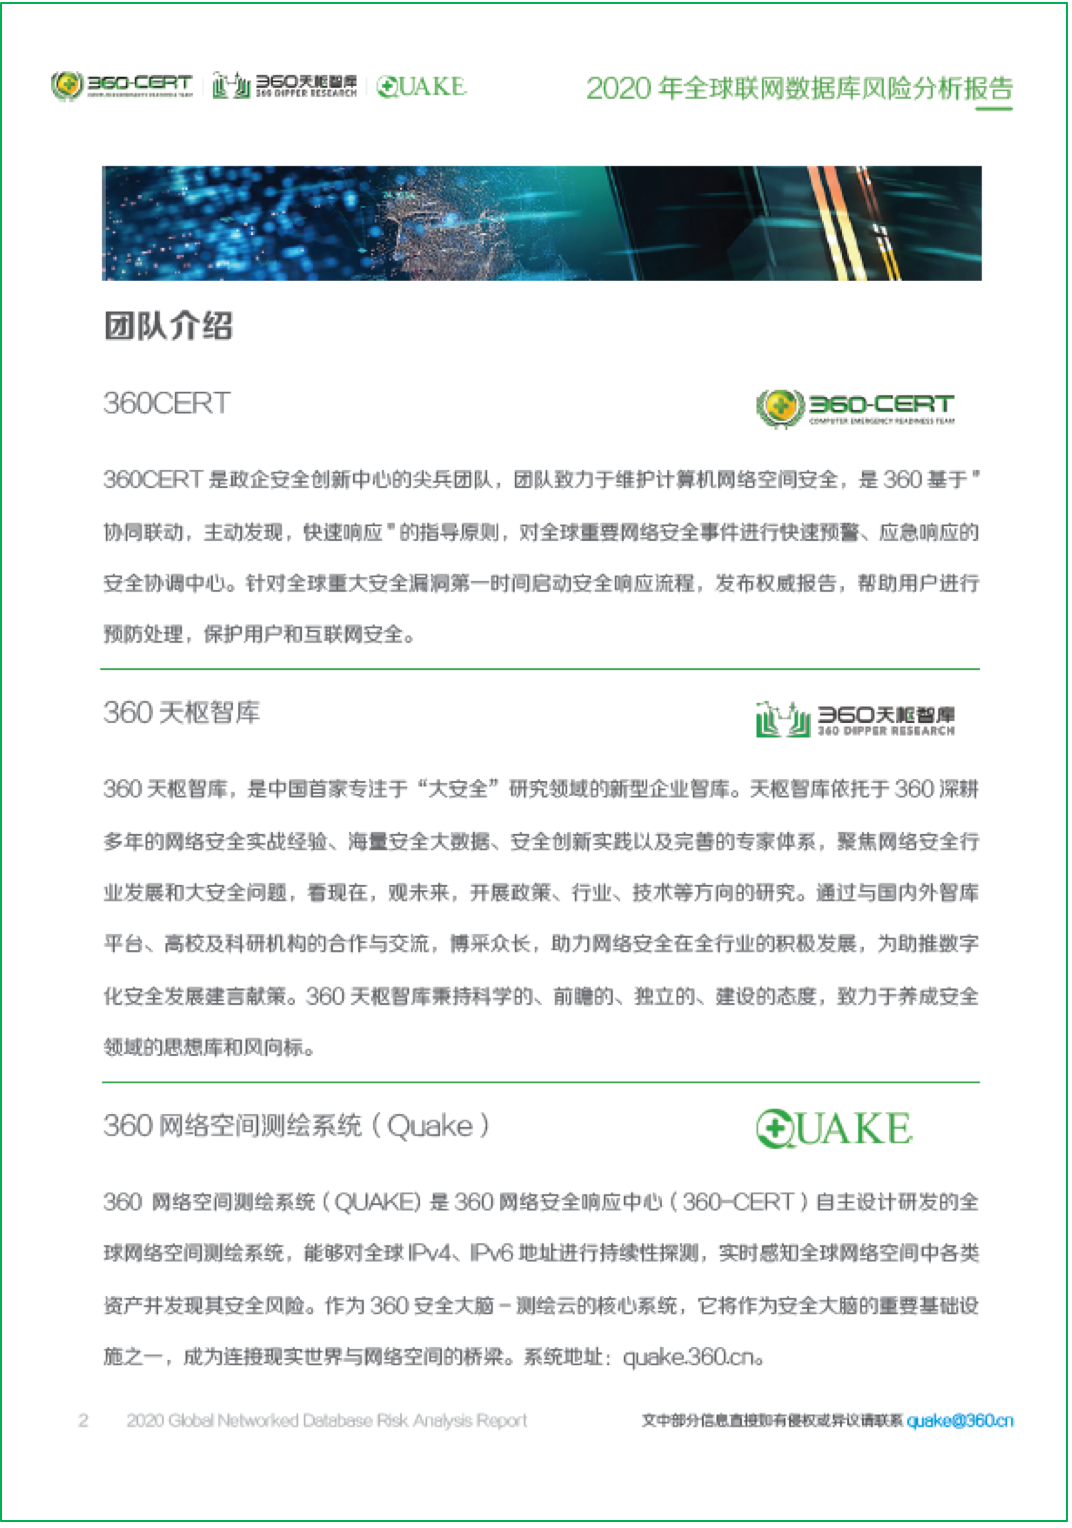 360-CERT 360天枢智库 360 DIPPER RESEARCH QUAKE 2020 年全球联网数据库风险分析报告
团队介绍
360CERT
360-CERT
COMPUTER EMERGENCY READINESS TEAM
360CERT 是政企安全创新中心的尖兵团队，团队致力于维护计算机网络空间安全，是 360 基于 "
协同联动，主动发现，快速响应 " 的指导原则，对全球重要网络安全事件进行快速预警、应急响应的
安全协调中心。针对全球重大安全漏洞第一时间启动安全响应流程，发布权威报告，帮助用户进行
预防处理，保护用户和互联网安全。
360 天枢智库
360天枢智库
360 DIPPER RESEARCH
360 天枢智库，是中国首家专注于“大安全”研究领域的新型企业智库。天枢智库依托于 360 深耕
多年的网络安全实战经验、海量安全大数据、安全创新实践以及完善的专家体系，聚焦网络安全行
业发展和大安全问题，看现在，观未来，开展政策、行业、技术等方向的研究。通过与国内外智库
平台、高校及科研机构的合作与交流，博采众长，助力网络安全在全行业的积极发展，为助推数字
化安全发展建言献策。360 天枢智库秉持科学的、前瞻的、独立的、建设的态度，致力于养成安全
领域的思想库和风向标。
360 网络空间测绘系统（Quake）
QUAKE
360 网络空间测绘系统（QUAKE) 是 360 网络安全响应中心（360-CERT）自主设计研发的全
球网络空间测绘系统，能够对全球 IPv4、IPv6 地址进行持续性探测，实时感知全球网络空间中各类
资产并发现其安全风险。作为 360 安全大脑 – 测绘云的核心系统，它将作为安全大脑的重要基础设
施之一，成为连接现实世界与网络空间的桥梁。系统地址：quake.360.cn。
2 2020 Global Networked Database Risk Analysis Report 文中部分信息直接如有侵权或异议请联系 quake@360.cn